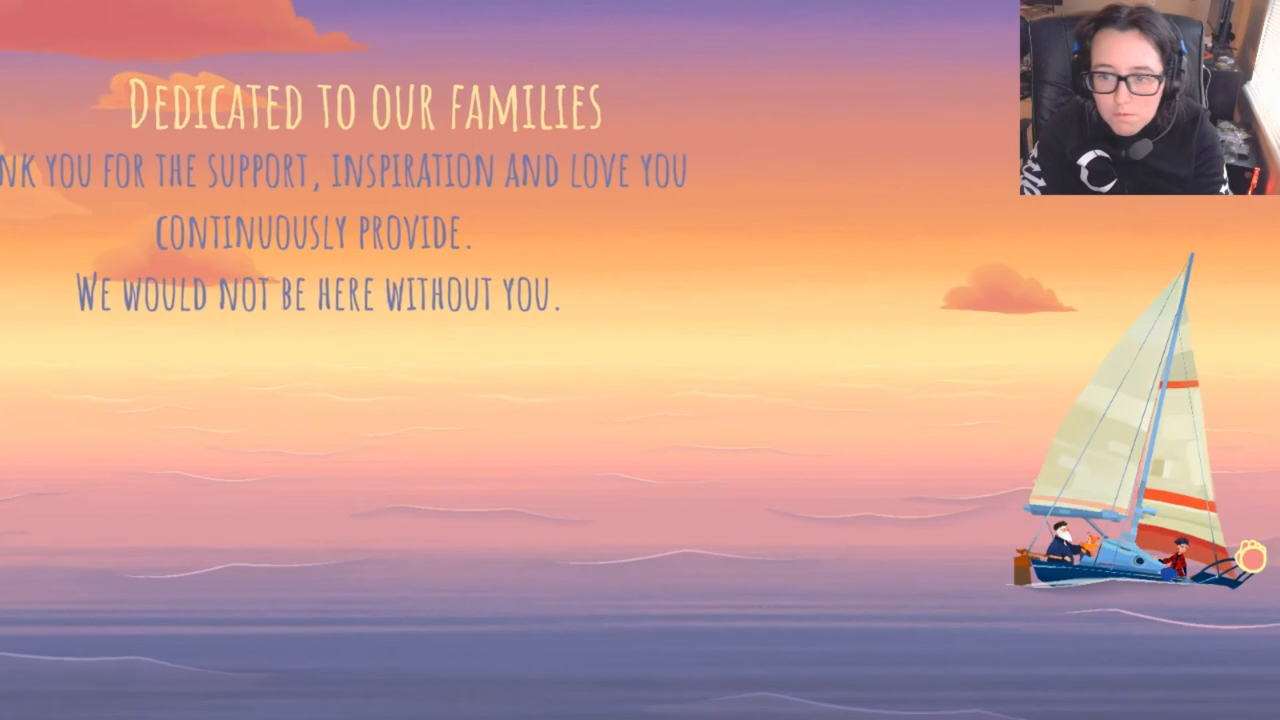 DEDICATED TO OUR FAMILIES
NK YOU FOR THE SUPPORT, INSPIRATION AND LOVE YOU
CONTINUOUSLY PROVIDE.
WE WOULD NOT BE HERE WITHOUT YOU.